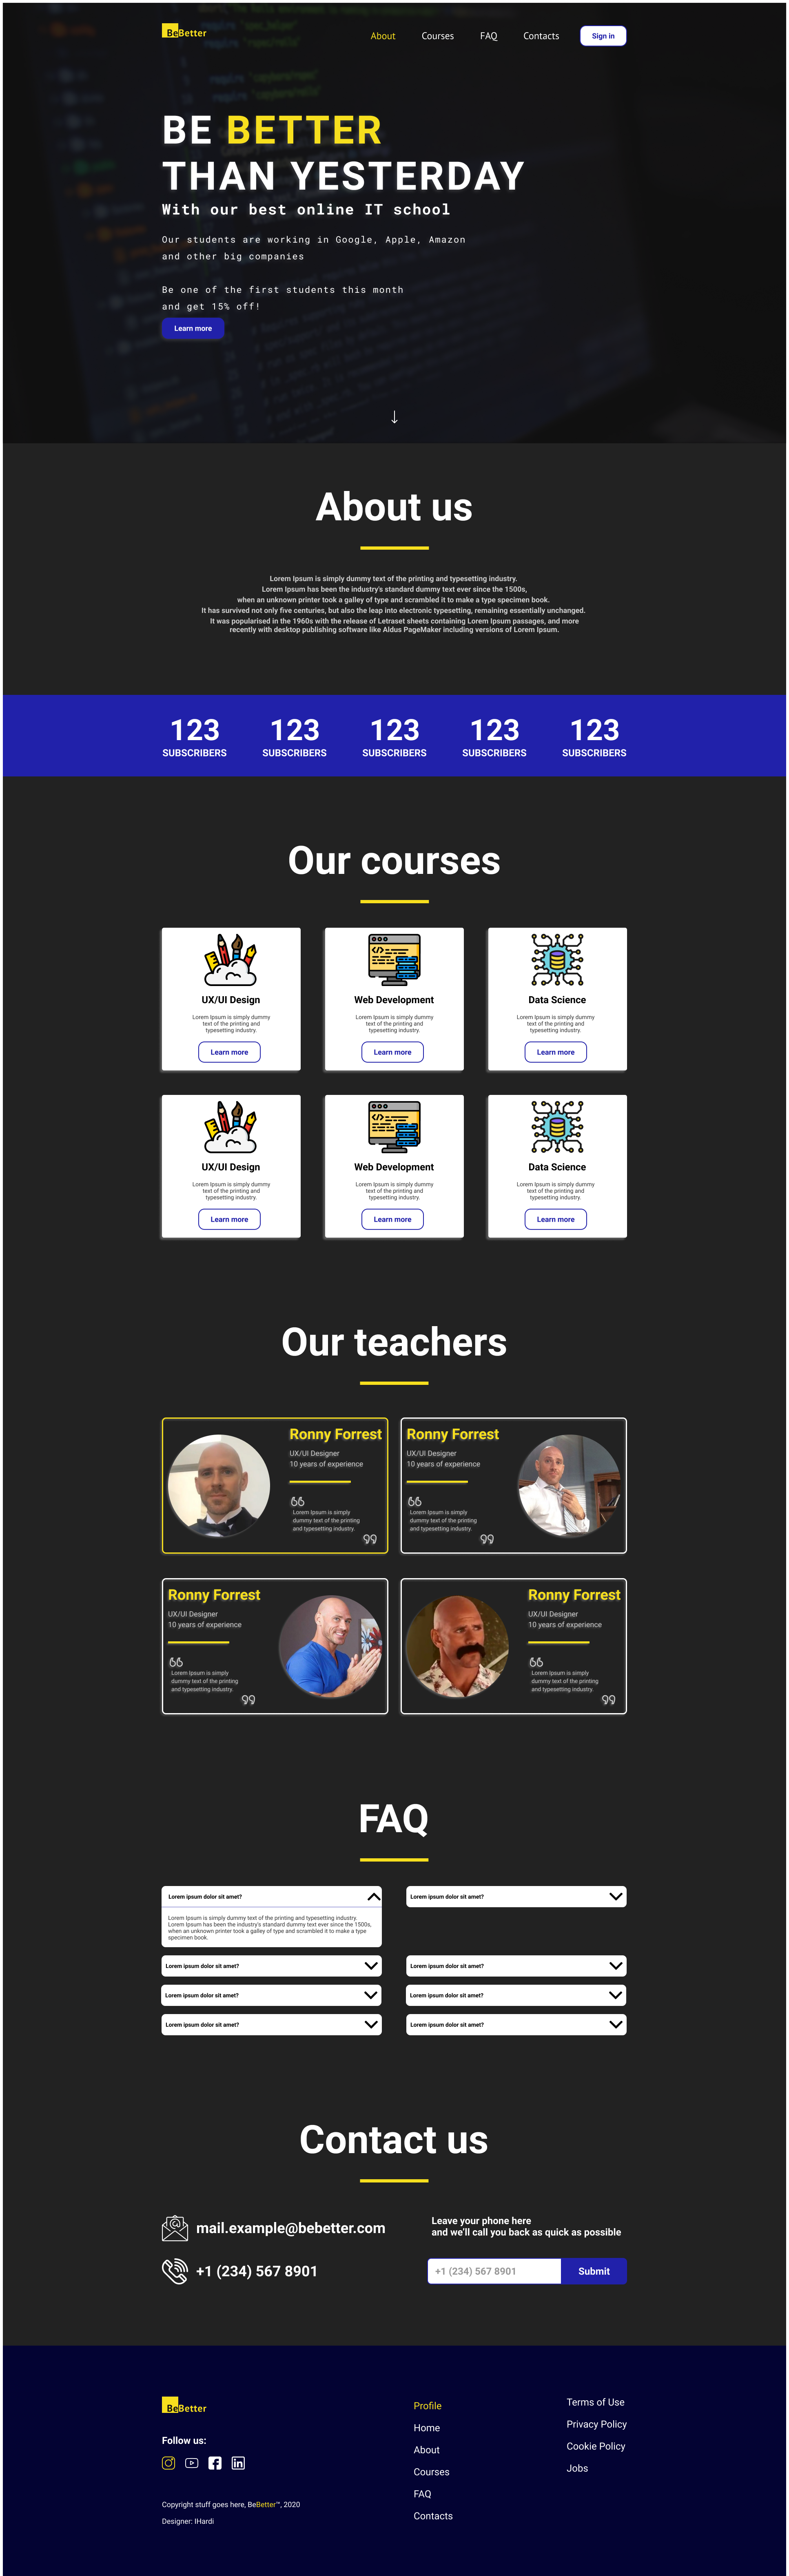 BeBetter
About Courses FAQ Contacts Sign in
BE BETTER
THAN YESTERDAY
With our best online IT school
Our students are working in Google, Apple, Amazon
and other big companies
Be one of the first students this month
and get 15% off!
Learn more
About us
Lorem Ipsum is simply dummy text of the printing and typesetting industry.
Lorem Ipsum has been the industry's standard dummy text ever since the 1500s,
when an unknown printer took a galley of type and scrambled it to make a type specimen book.
It has survived not only five centuries, but also the leap into electronic typesetting, remaining essentially unchanged.
It was popularised in the 1960s with the release of Letraset sheets containing Lorem Ipsum passages, and more
recently with desktop publishing software like Aldus PageMaker including versions of Lorem Ipsum.
123 123 123 123 123
SUBSCRIBERS SUBSCRIBERS SUBSCRIBERS SUBSCRIBERS SUBSCRIBERS
Our courses
UX/UI Design
Lorem Ipsum is simply dummy
text of the printing and
typesetting industry.
Learn more
Web Development
Lorem Ipsum is simply dummy
text of the printing and
typesetting industry.
Learn more
Data Science
Lorem Ipsum is simply dummy
text of the printing and
typesetting industry.
Learn more
UX/UI Design
Lorem Ipsum is simply dummy
text of the printing and
typesetting industry.
Learn more
Web Development
Lorem Ipsum is simply dummy
text of the printing and
typesetting industry.
Learn more
Data Science
Lorem Ipsum is simply dummy
text of the printing and
typesetting industry.
Learn more
Our teachers
Ronny Forrest
UX/UI Designer
10 years of experience
Lorem Ipsum is simply
dummy text of the printing
and typesetting industry.
Ronny Forrest
UX/UI Designer
10 years of experience
Lorem Ipsum is simply
dummy text of the printing
and typesetting industry.
Ronny Forrest
UX/UI Designer
10 years of experience
Lorem Ipsum is simply
dummy text of the printing
and typesetting industry.
Ronny Forrest
UX/UI Designer
10 years of experience
Lorem Ipsum is simply
dummy text of the printing
and typesetting industry.
FAQ
Lorem ipsum dolor sit amet?
Lorem Ipsum is simply dummy text of the printing and typesetting industry.
Lorem Ipsum has been the industry's standard dummy text ever since the 1500s,
when an unknown printer took a galley of type and scrambled it to make a type
specimen book.
Lorem ipsum dolor sit amet?
Lorem ipsum dolor sit amet?
Lorem ipsum dolor sit amet?
Lorem ipsum dolor sit amet?
Lorem ipsum dolor sit amet?
Lorem ipsum dolor sit amet?
Lorem ipsum dolor sit amet?
Contact us
mail.example@bebetter.com
+1 (234) 567 8901
Leave your phone here
and we'll call you back as quick as possible
+1 (234) 567 8901 Submit
BeBetter
Follow us:
Copyright stuff goes here, BeBetter™, 2020
Designer: IHardi
Profile
Home
About
Courses
FAQ
Contacts
Terms of Use
Privacy Policy
Cookie Policy
Jobs